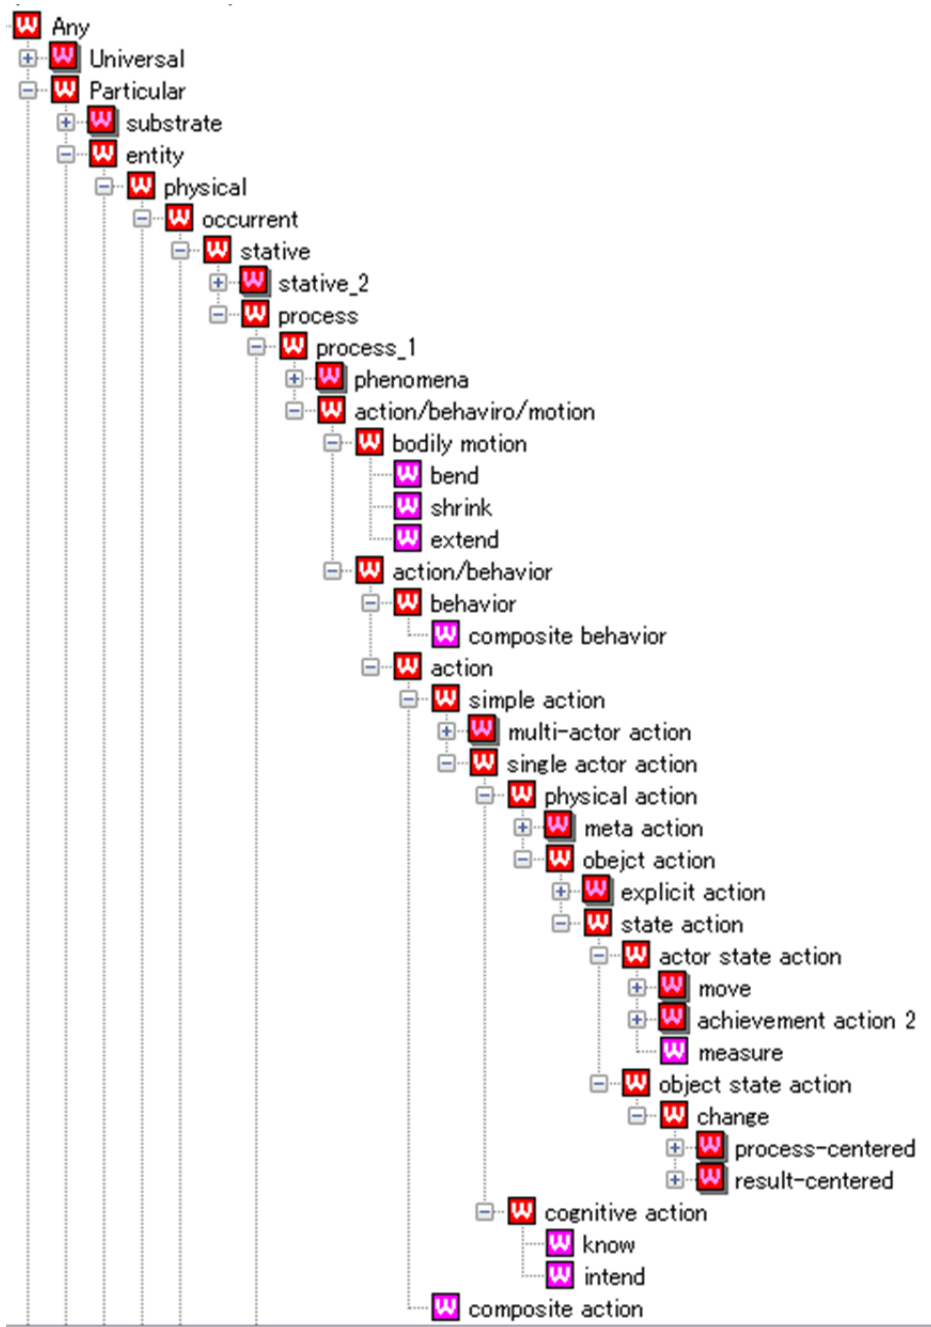 Any
Universal
Particular
substrate
entity
physical
occurrent
stative
stative_2
process
process_1
phenomena
action/behaviro/motion
bodily motion
bend
shrink
extend
action/behavior
behavior
composite behavior
action
simple action
multi-actor action
single actor action
physical action
meta action
obejct action
explicit action
state action
actor state action
move
achievement action 2
measure
object state action
change
process-centered
result-centered
cognitive action
know
intend
composite action